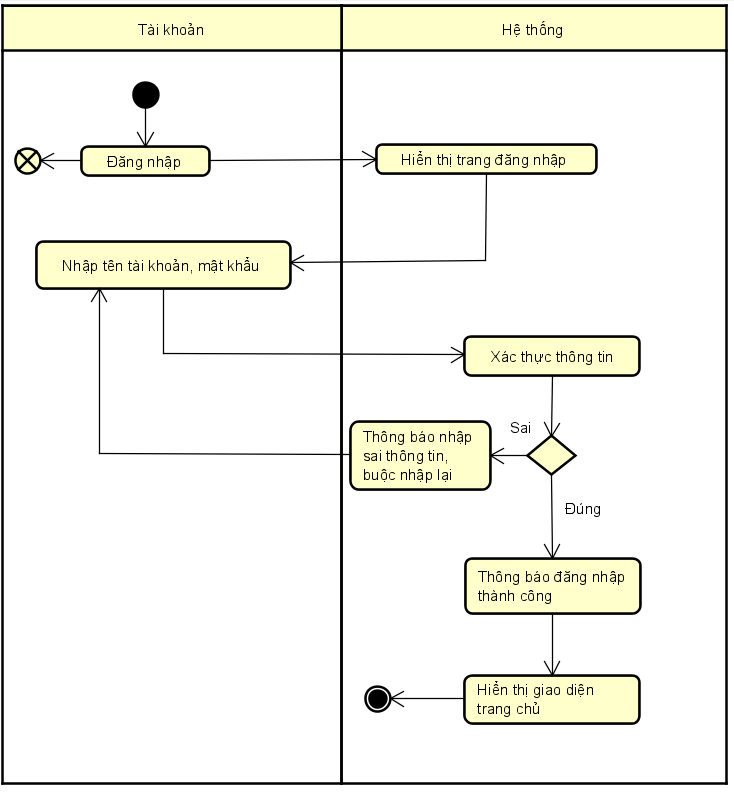 Tài khoản
Hệ thống
Đăng nhập
Hiển thị trang đăng nhập
Nhập tên tài khoản, mật khẩu
Xác thực thông tin
Sai
Thông báo nhập
sai thông tin,
buộc nhập lại
Đúng
Thông báo đăng nhập
thành công
Hiển thị giao diện
trang chủ